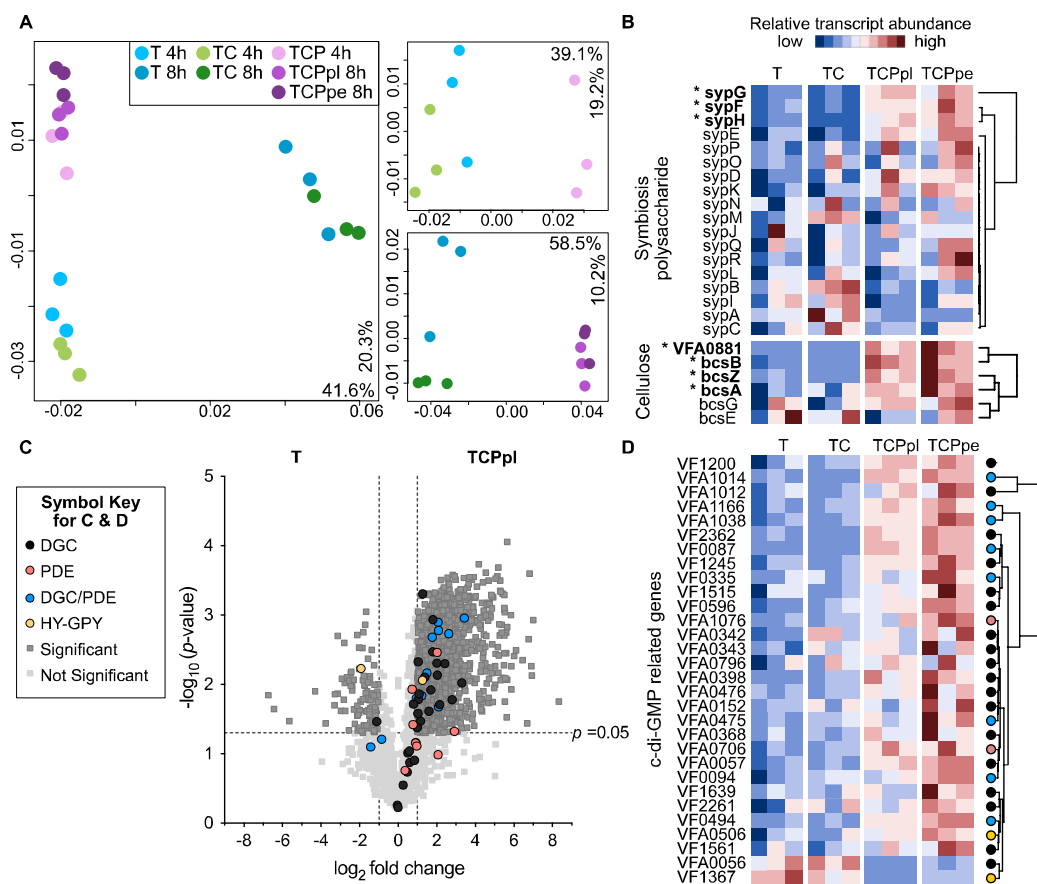 A
T 4h TC 4h TCP 4h
T 8h TC 8h TCPpl 8h
TCPpe 8h
0.01
-0.01
-0.03
-0.02
0.02
0.06
20.3%
41.6%
39.1%
19.2%
0.01
0.00
-0.01
-0.02
0.00
0.02
58.5%
10.2%
0.02
0.01
0.00
-0.01
-0.04
0.00
0.04
B
Relative transcript abundance
low high
T TC TCPpl TCPpe
Symbiosis polysaccharide
* sypG
* sypF
* sypH
sypE
sypP
sypO
sypD
sypK
sypN
sypM
sypJ
sypQ
sypR
sypL
sypB
sypI
sypA
sypC
Cellulose
* VFA0881
* bcsB
* bcsZ
* bcsA
bcsG
bcsE
C
T TCPpl
Symbol Key
for C & D
DGC
PDE
DGC/PDE
HY-GPY
Significant
Not Significant
-log10 (p-value)
5
4
3
2
1
0
p =0.05
-8 -6 -4 -2 0 2 4 6 8
log2 fold change
D
T TC TCPpl TCPpe
c-di-GMP related genes
VF1200
VFA1014
VFA1012
VFA1166
VFA1038
VF2362
VF0087
VF1245
VF0335
VF1515
VF0596
VFA1076
VFA0342
VFA0343
VFA0796
VFA0398
VFA0476
VFA0152
VFA0475
VFA0368
VFA0706
VFA0057
VF0094
VF1639
VF2261
VF0494
VFA0506
VF1561
VFA0056
VF1367